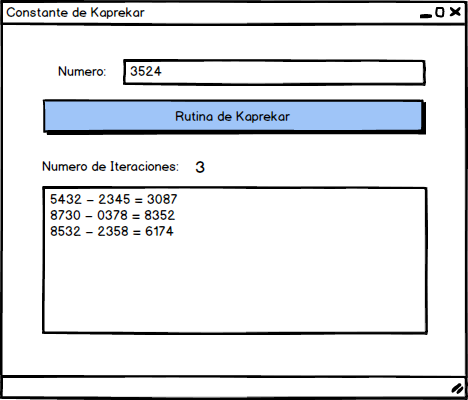 Constante de Kaprekar
Numero: 3524
Rutina de Kaprekar
Numero de Iteraciones: 3
5432 – 2345 = 3087
8730 – 0378 = 8352
8532 – 2358 = 6174